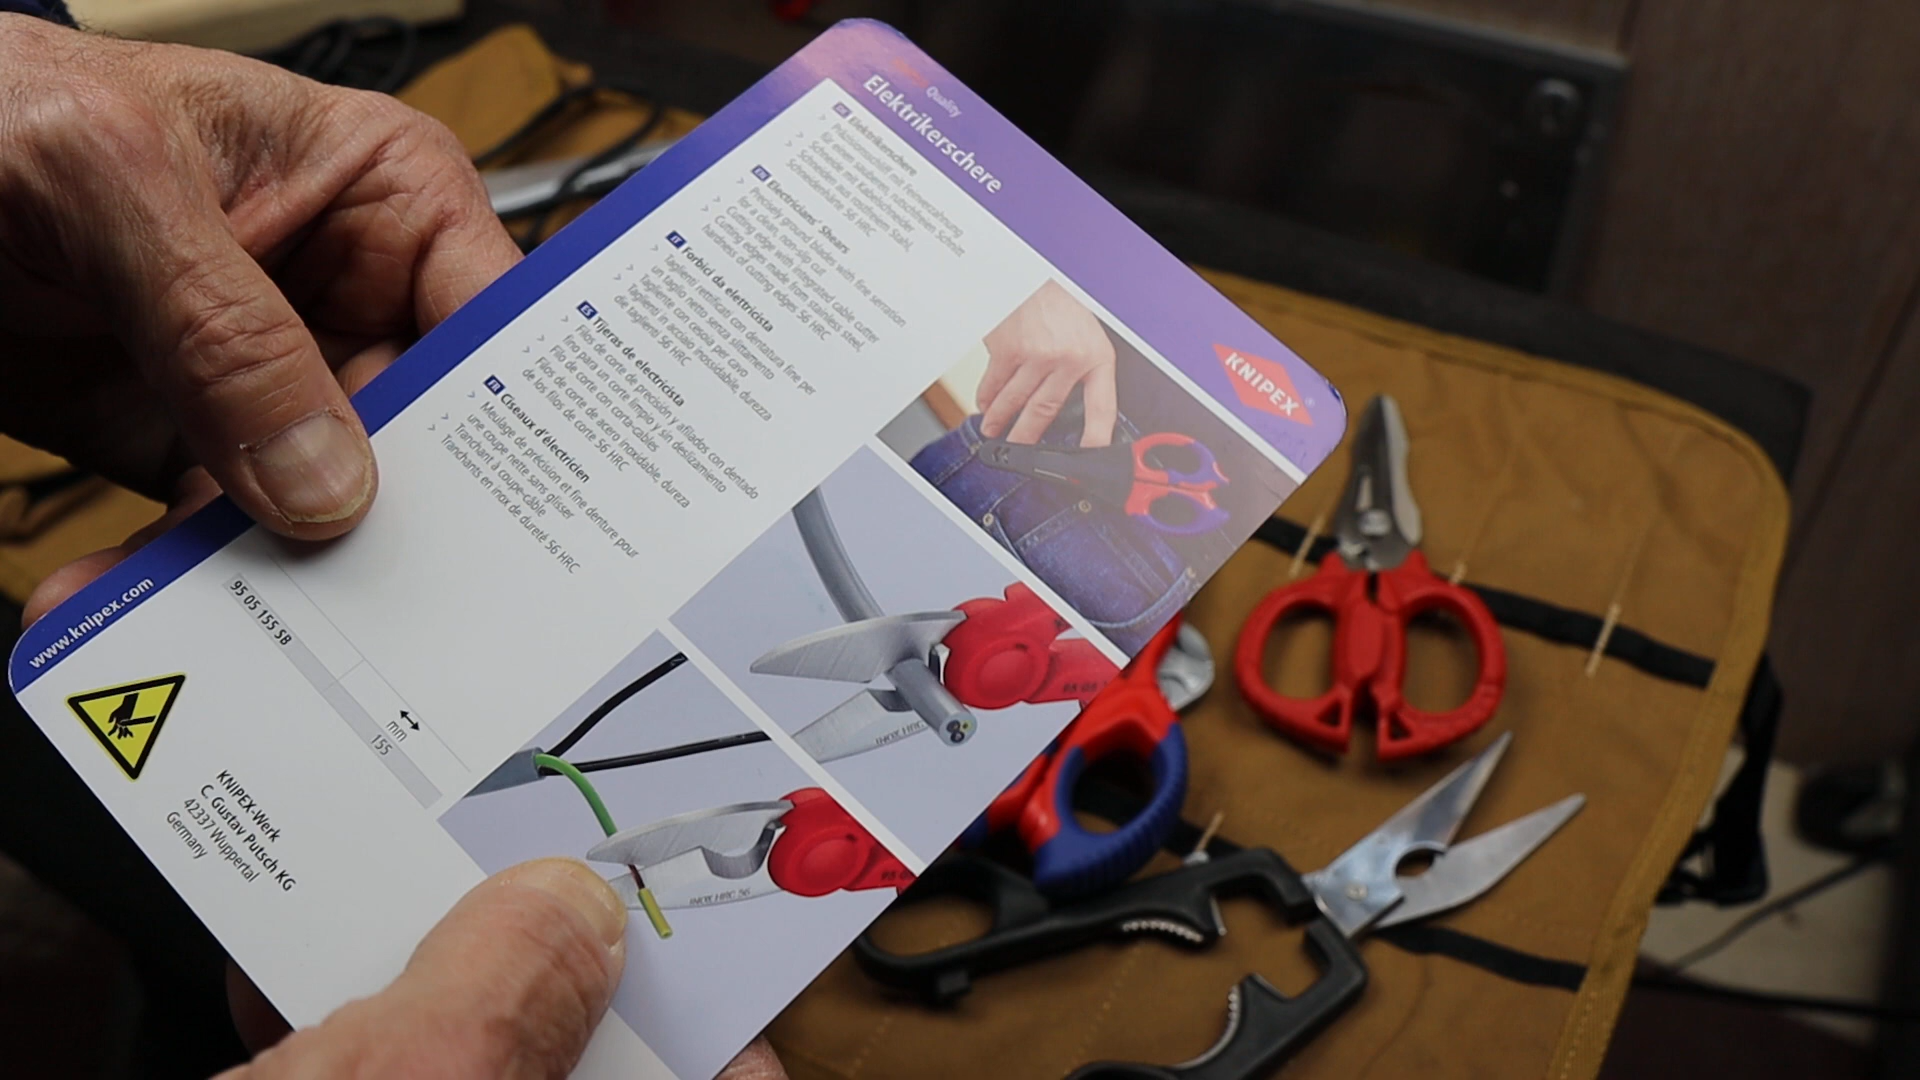 Quality
Elektrikerschere
KNIPEX
DE Elektrikerschere
Präzisionsschliff mit Feinverzahnung
für einen sauberen, rutschfreien Schnitt
Schneide mit Kabelschneider
Schneiden aus rostfreiem Stahl,
Schneidenhärte 56 HRC
EN Electricians' Shears
> Precisely ground blades with fine serration
for a clean, non-slip cut
> Cutting edge with integrated cable cutter
> Cutting edges made from stainless steel,
hardness of cutting edges 56 HRC
IT Forbici da elettricista
> Taglienti rettificati con dentatura fine per
un taglio netto senza slittamento
> Tagliente con cesoia per cavo
> Taglienti in acciaio inossidabile, durezza
dei taglienti 56 HRC
ES Tijeras de electricista
> Filos de corte de precisión y afilados con dentado
fino para un corte limpio y sin deslizamiento
> Filo de corte con corta-cables
> Filos de corte de acero inoxidable, dureza
de los filos de corte 56 HRC
FR Ciseaux d'électricien
> Meulage de précision et fine denture pour
une coupe nette sans glisser
> Tranchant à coupe-câble
> Tranchants en inox de dureté 56 HRC
mm
95 05 155 SB
155
www.knipex.com
KNIPEX-Werk
C. Gustav Putsch KG
42337 Wuppertal
Germany
INOX HRC 56